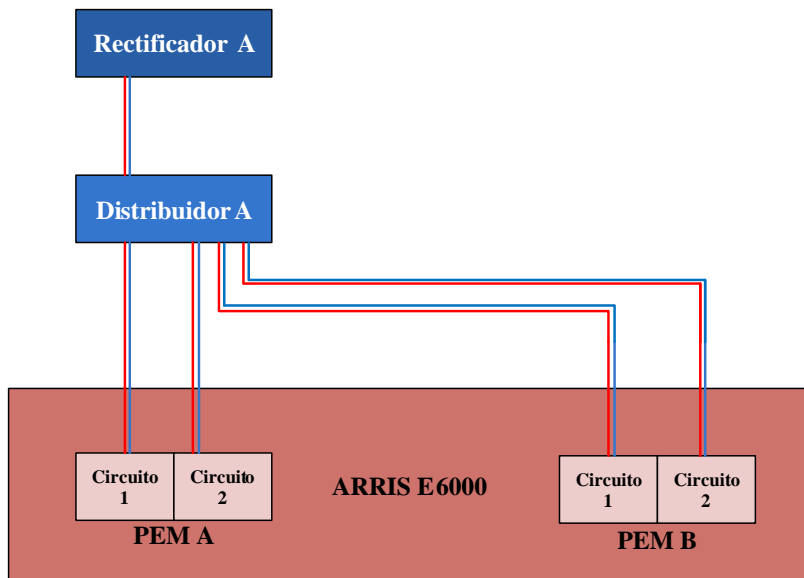 Rectificador A
Distribuidor A
Circuito
1
Circuito
2
PEM A
ARRIS E6000
Circuito
1
Circuito
2
PEM B